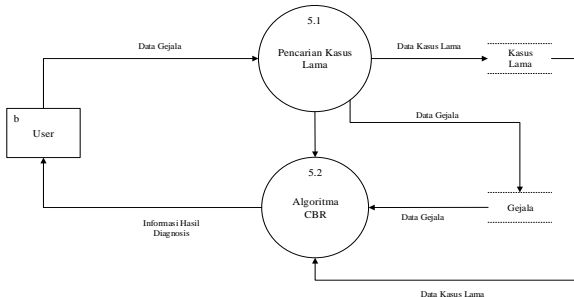 5.1
Data Gejala
Pencarian Kasus
Lama
Data Kasus Lama
Kasus
Lama
b
User
Data Gejala
5.2
Algoritma
CBR
Gejala
Data Gejala
Informasi Hasil
Diagnosis
Data Kasus Lama